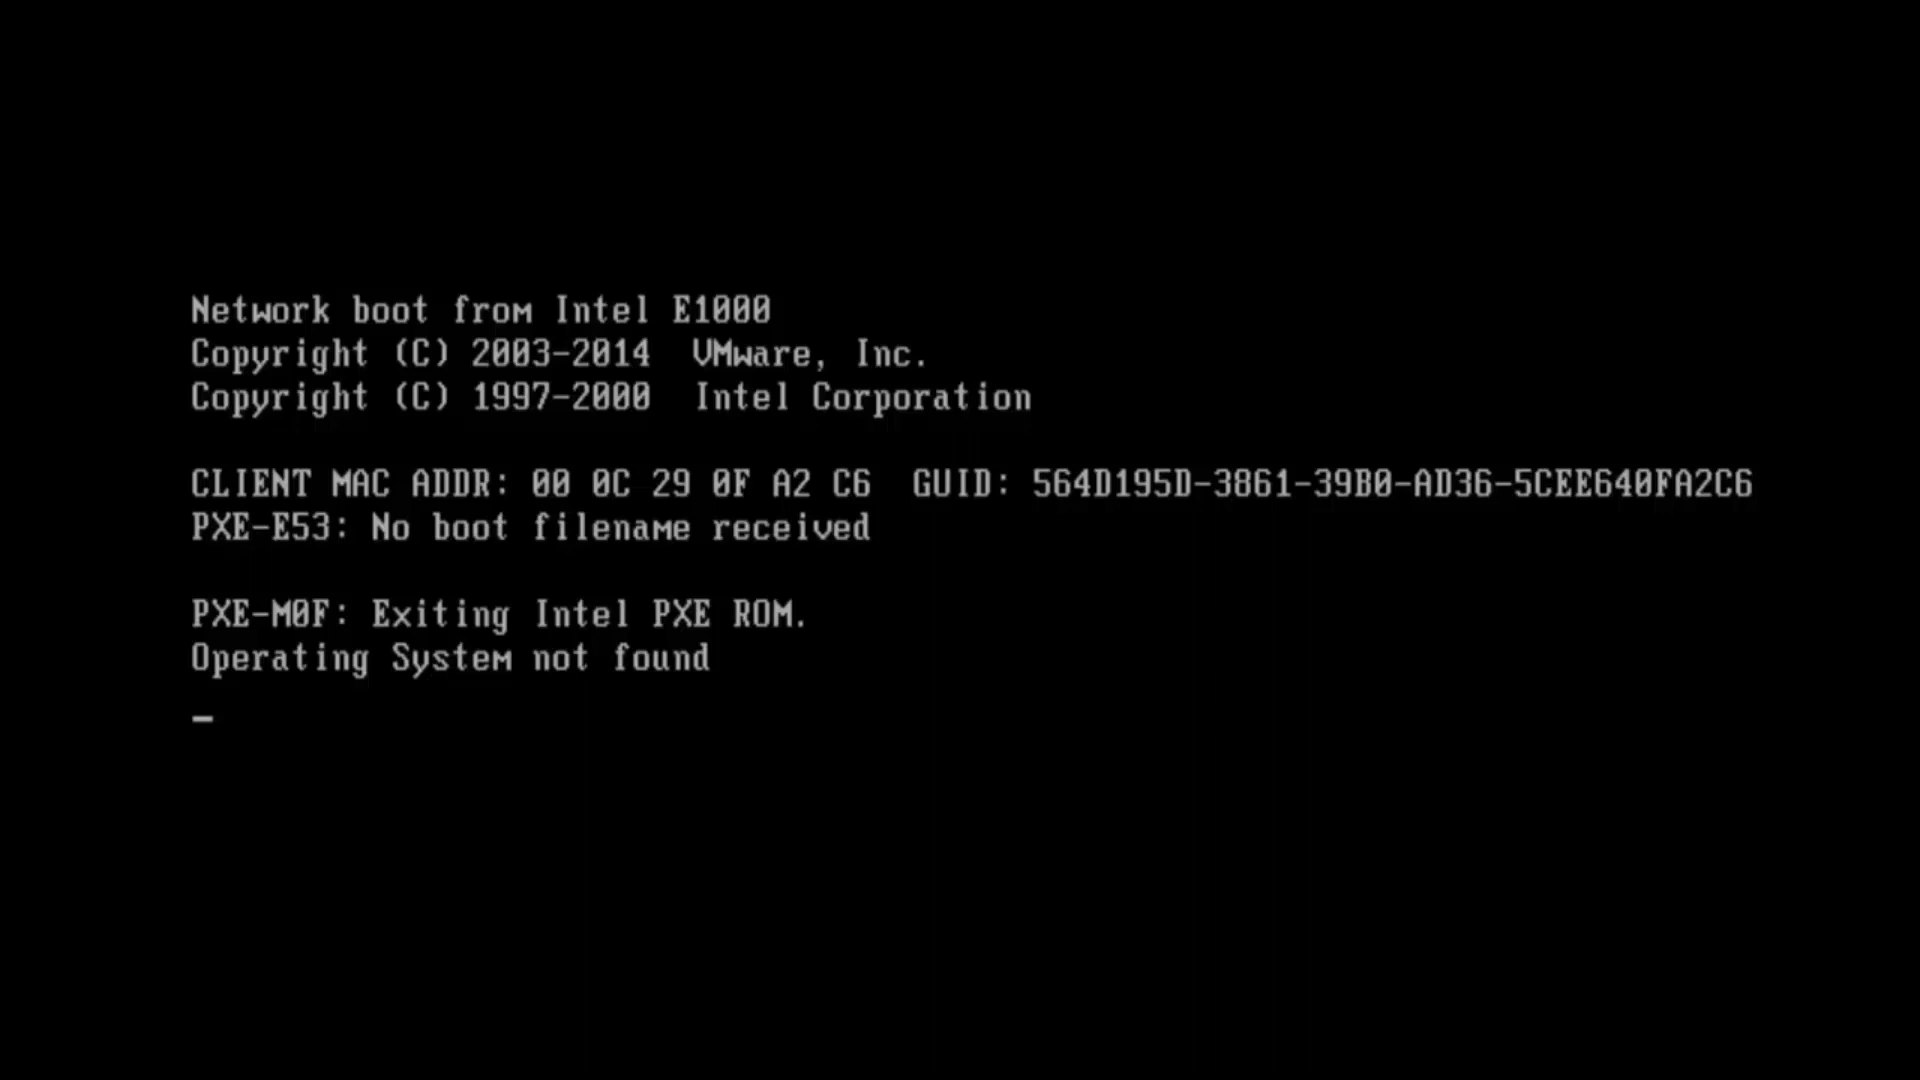 Network boot from Intel E1000
Copyright (C) 2003-2014  VMware, Inc.
Copyright (C) 1997-2000  Intel Corporation
CLIENT MAC ADDR: 00 0C 29 0F A2 C6  GUID: 564D195D-3861-39B0-AD36-5CEE640FA2C6
PXE-E53: No boot filename received
PXE-M0F: Exiting Intel PXE ROM.
Operating System not found